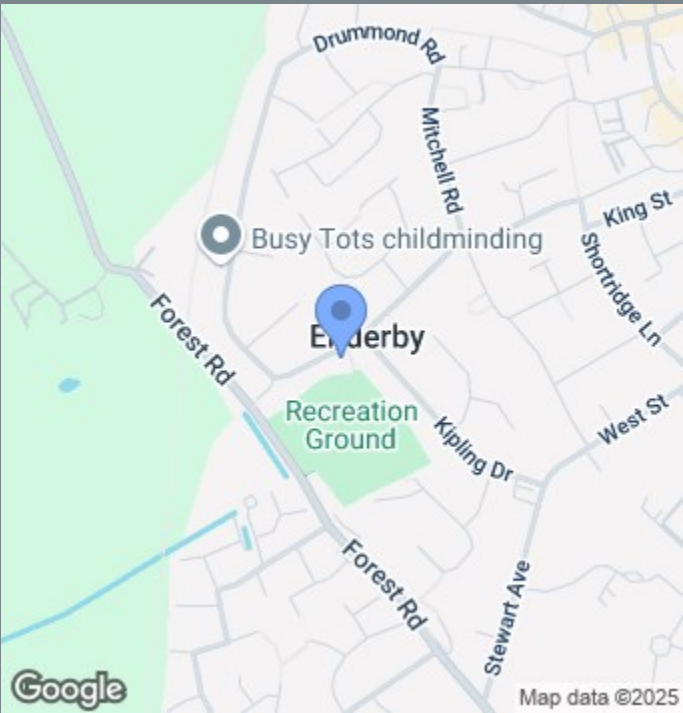 Drummond Rd
Mitchell Rd
King St
Busy Tots childminding
Shortridge Ln
Forest Rd
Enderby
Recreation
Ground
West St
Kipling Dr
Forest Rd
Stewart Ave
Google
Map data ©2025